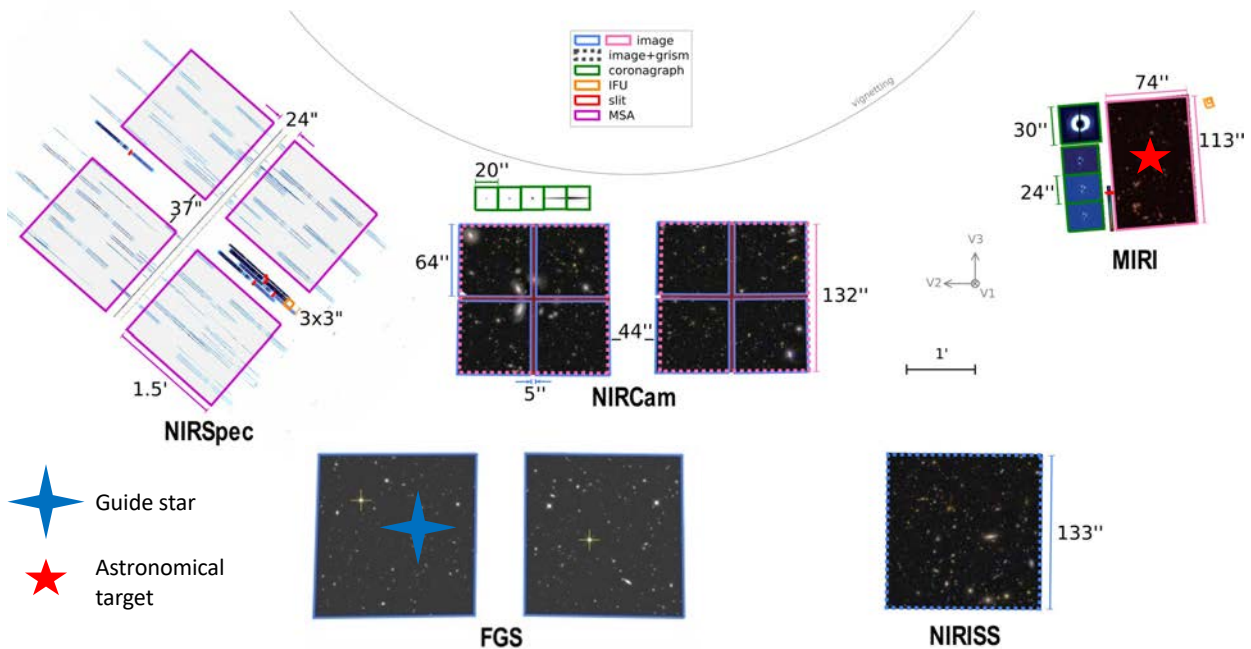 image
image+grism
coronagraph
IFU
slit
MSA
vignetting
24"
37"
3x3"
1.5'
NIRSpec
20''
64''
44''
132''
5''
NIRCam
74''
30''
113''
24''
MIRI
V3
V2
V1
1'
Guide star
Astronomical
target
FGS
133''
NIRISS